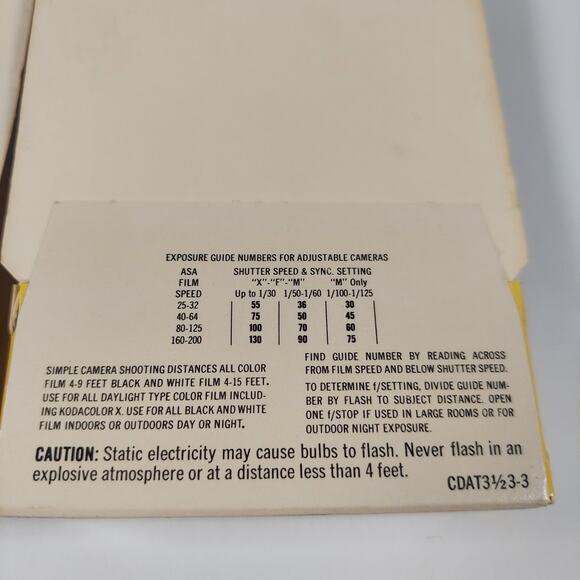 EXPOSURE GUIDE NUMBERS FOR ADJUSTABLE CAMERAS
ASA SHUTTER SPEED & SYNC. SETTING
FILM "X"-"F"-"M" "M" Only
SPEED Up to 1/30 1/50-1/60 1/100-1/125
25-32 55 36 30
40-64 75 50 45
80-125 100 70 60
160-200 130 90 75
SIMPLE CAMERA SHOOTING DISTANCES ALL COLOR
FILM 4-9 FEET BLACK AND WHITE FILM 4-15 FEET.
USE FOR ALL DAYLIGHT TYPE COLOR FILM INCLUD-
ING KODACOLOR X. USE FOR ALL BLACK AND WHITE
FILM INDOORS OR OUTDOORS DAY OR NIGHT.
FIND GUIDE NUMBER BY READING ACROSS
FROM FILM SPEED AND BELOW SHUTTER SPEED.
TO DETERMINE f/SETTING, DIVIDE GUIDE NUM-
BER BY FLASH TO SUBJECT DISTANCE. OPEN
ONE f/STOP IF USED IN LARGE ROOMS OR FOR
OUTDOOR NIGHT EXPOSURE.
CAUTION: Static electricity may cause bulbs to flash. Never flash in an
explosive atmosphere or at a distance less than 4 feet.
CDAT3½3-3